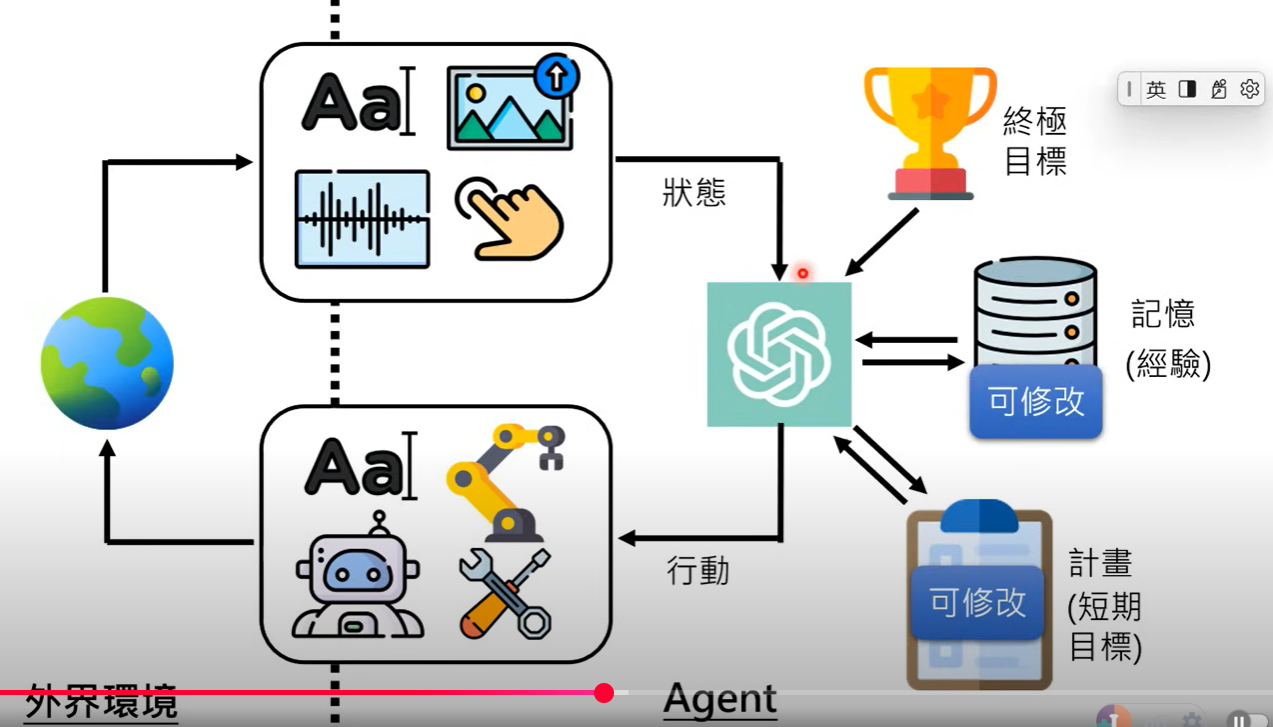 Aa
狀態
終極
目標
英
記憶
(經驗)
可修改
Aa
行動
計畫
(短期
目標)
可修改
外界環境
Agent